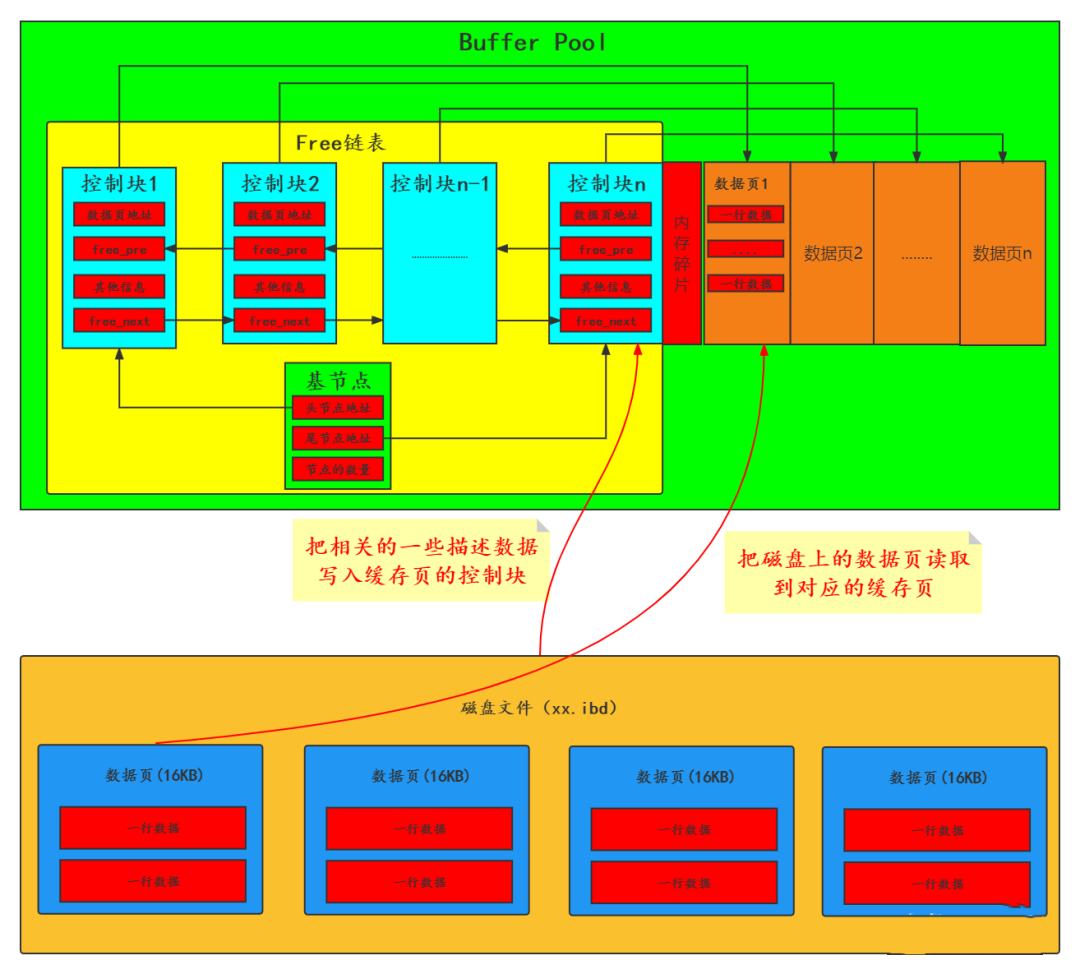 Buffer Pool
Free链表
控制块1
数据页地址
free_pre
其他信息
free_next
控制块2
数据页地址
free_pre
其他信息
free_next
控制块n-1
.....................
控制块n
数据页地址
free_pre
其他信息
free_next
内
存
碎
片
数据页1
一行数据
....
一行数据
数据页2
........
数据页n
基节点
头节点地址
尾节点地址
节点的数量
把相关的一些描述数据
写入缓存页的控制块
把磁盘上的数据页读取
到对应的缓存页
磁盘文件（xx.ibd）
数据页(16KB)
一行数据
一行数据
数据页(16KB)
一行数据
一行数据
数据页(16KB)
一行数据
一行数据
数据页(16KB)
一行数据
一行数据